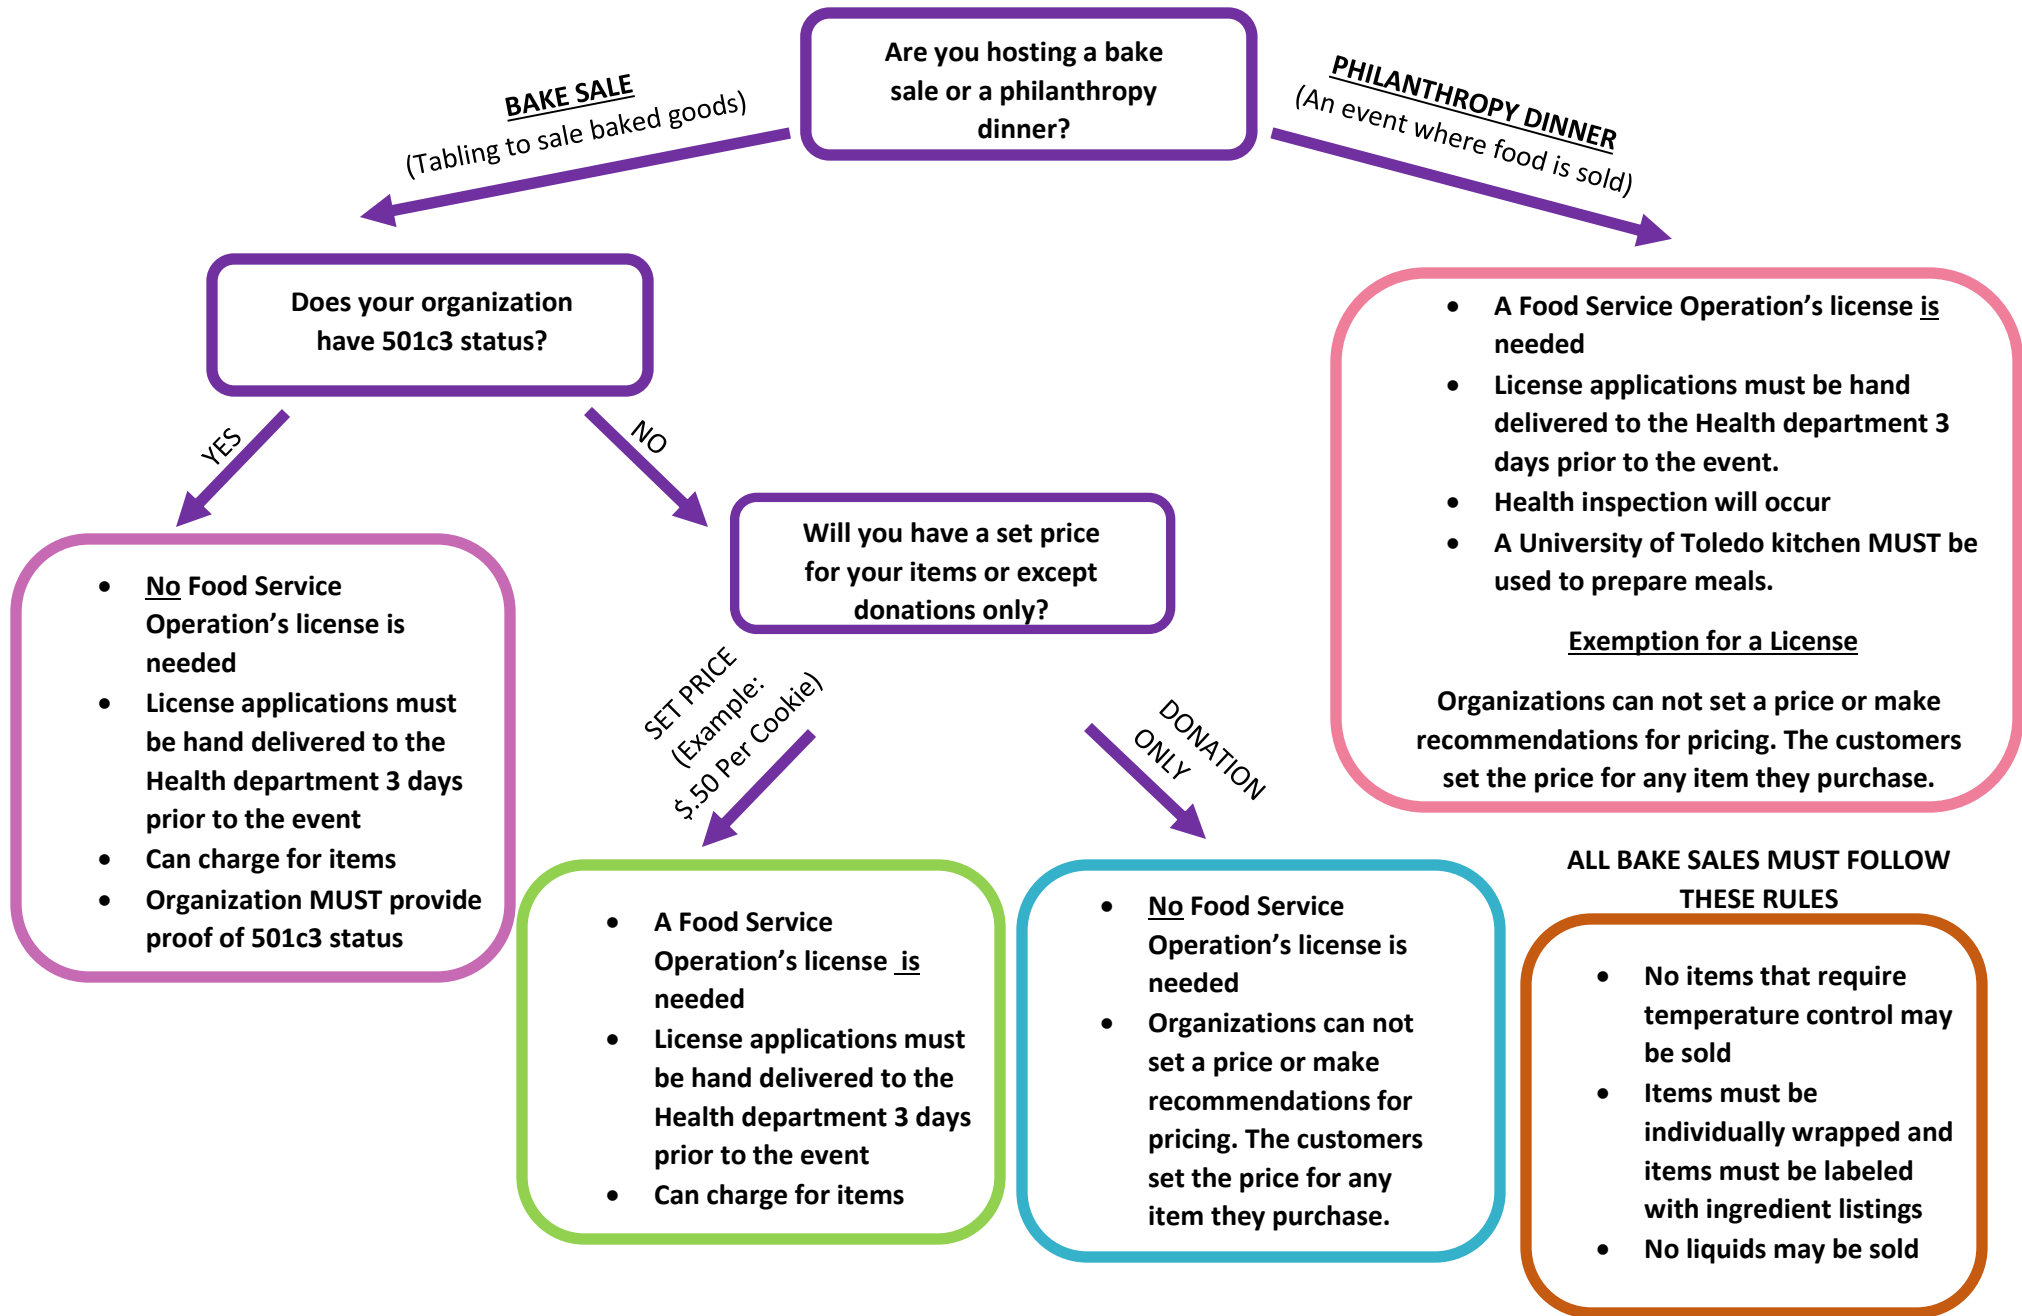 Are you hosting a bake
sale or a philanthropy
dinner?
BAKE SALE
(Tabling to sale baked goods)
PHILANTHROPY DINNER
(An event where food is sold)
Does your organization
have 501c3 status?
YES
NO
• No Food Service
Operation’s license is
needed
• License applications must
be hand delivered to the
Health department 3 days
prior to the event
• Can charge for items
• Organization MUST provide
proof of 501c3 status
Will you have a set price
for your items or except
donations only?
SET PRICE
(Example:
$.50 Per Cookie)
DONATION
ONLY
• A Food Service
Operation’s license is
needed
• License applications must
be hand delivered to the
Health department 3 days
prior to the event
• Can charge for items
• No Food Service
Operation’s license is
needed
• Organizations can not
set a price or make
recommendations for
pricing. The customers
set the price for any
item they purchase.
• A Food Service Operation’s license is
needed
• License applications must be hand
delivered to the Health department 3
days prior to the event.
• Health inspection will occur
• A University of Toledo kitchen MUST be
used to prepare meals.
Exemption for a License
Organizations can not set a price or make
recommendations for pricing. The customers
set the price for any item they purchase.
ALL BAKE SALES MUST FOLLOW
THESE RULES
• No items that require
temperature control may
be sold
• Items must be
individually wrapped and
items must be labeled
with ingredient listings
• No liquids may be sold